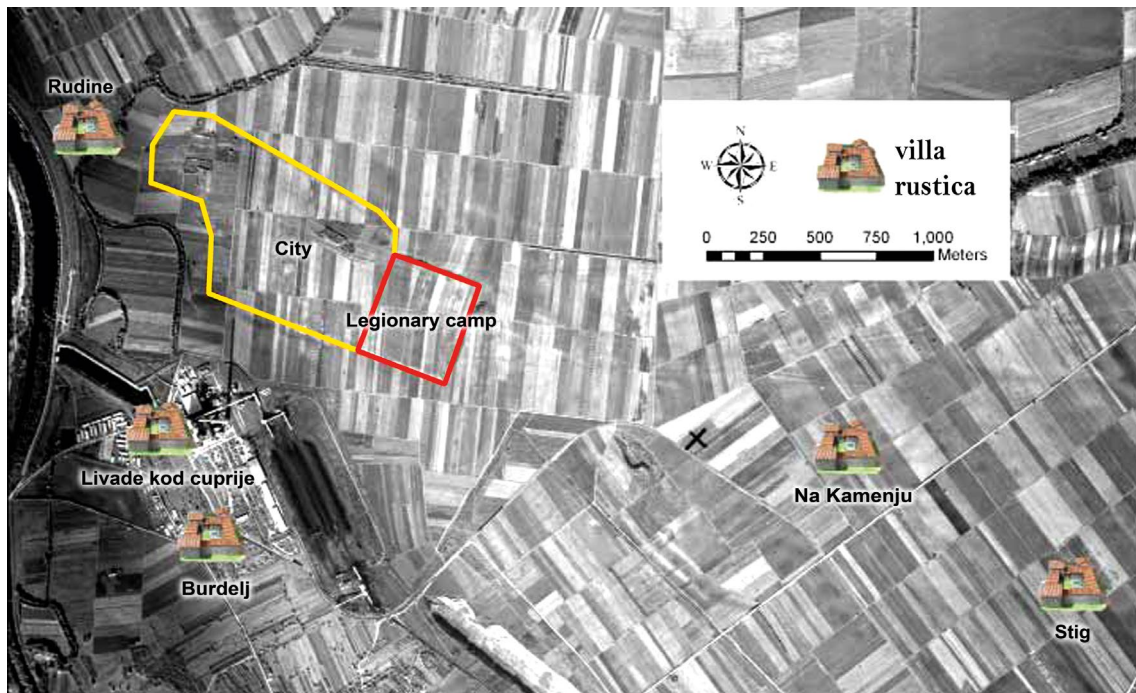 Rudine
N
W E
S
villa
rustica
0 250 500 750 1,000
Meters
City
Legionary camp
Livade kod cuprije
Na Kamenju
Burdelj
Stig